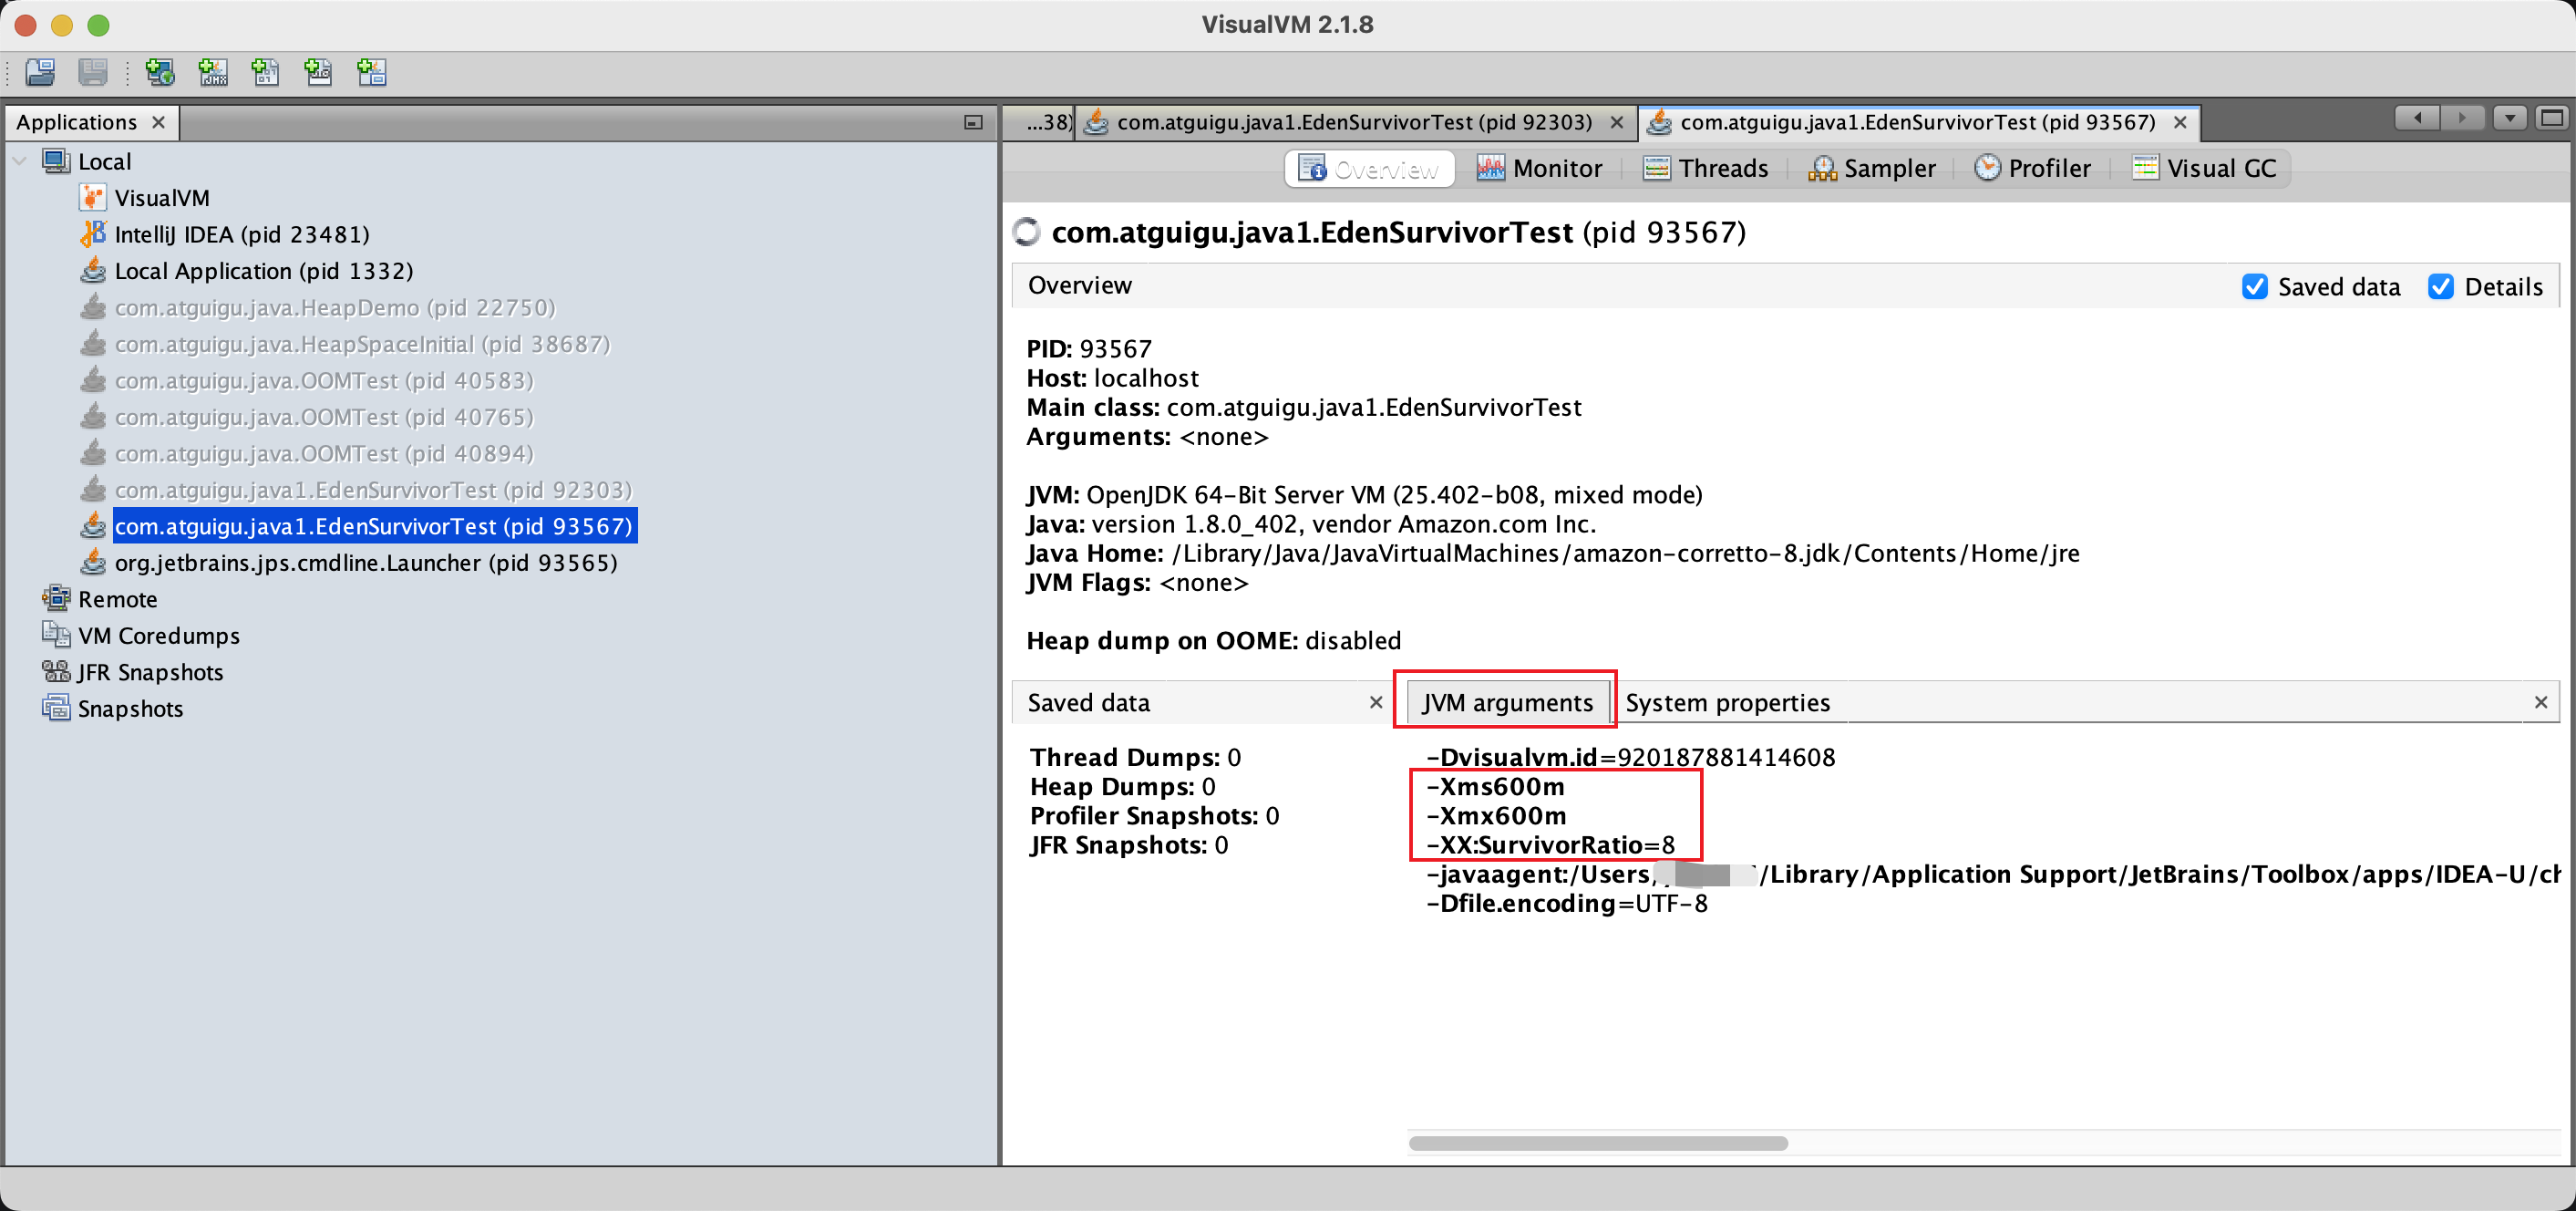 VisualVM 2.1.8
Applications
Local
VisualVM
IntelliJ IDEA (pid 23481)
Local Application (pid 1332)
com.atguigu.java.HeapDemo (pid 22750)
com.atguigu.java.HeapSpaceInitial (pid 38687)
com.atguigu.java.OOMTest (pid 40583)
com.atguigu.java.OOMTest (pid 40765)
com.atguigu.java.OOMTest (pid 40894)
com.atguigu.java1.EdenSurvivorTest (pid 92303)
com.atguigu.java1.EdenSurvivorTest (pid 93567)
org.jetbrains.jps.cmdline.Launcher (pid 93565)
Remote
VM Coredumps
JFR Snapshots
Snapshots
...38) com.atguigu.java1.EdenSurvivorTest (pid 92303) com.atguigu.java1.EdenSurvivorTest (pid 93567)
Overview Monitor Threads Sampler Profiler Visual GC
com.atguigu.java1.EdenSurvivorTest (pid 93567)
Overview Saved data Details
PID: 93567
Host: localhost
Main class: com.atguigu.java1.EdenSurvivorTest
Arguments: <none>
JVM: OpenJDK 64-Bit Server VM (25.402-b08, mixed mode)
Java: version 1.8.0_402, vendor Amazon.com Inc.
Java Home: /Library/Java/JavaVirtualMachines/amazon-corretto-8.jdk/Contents/Home/jre
JVM Flags: <none>
Heap dump on OOME: disabled
Saved data
Thread Dumps: 0
Heap Dumps: 0
Profiler Snapshots: 0
JFR Snapshots: 0
JVM arguments System properties
-Dvisualvm.id=920187881414608
-Xms600m
-Xmx600m
-XX:SurvivorRatio=8
-javaagent:/Users/ /Library/Application Support/JetBrains/Toolbox/apps/IDEA-U/ch
-Dfile.encoding=UTF-8